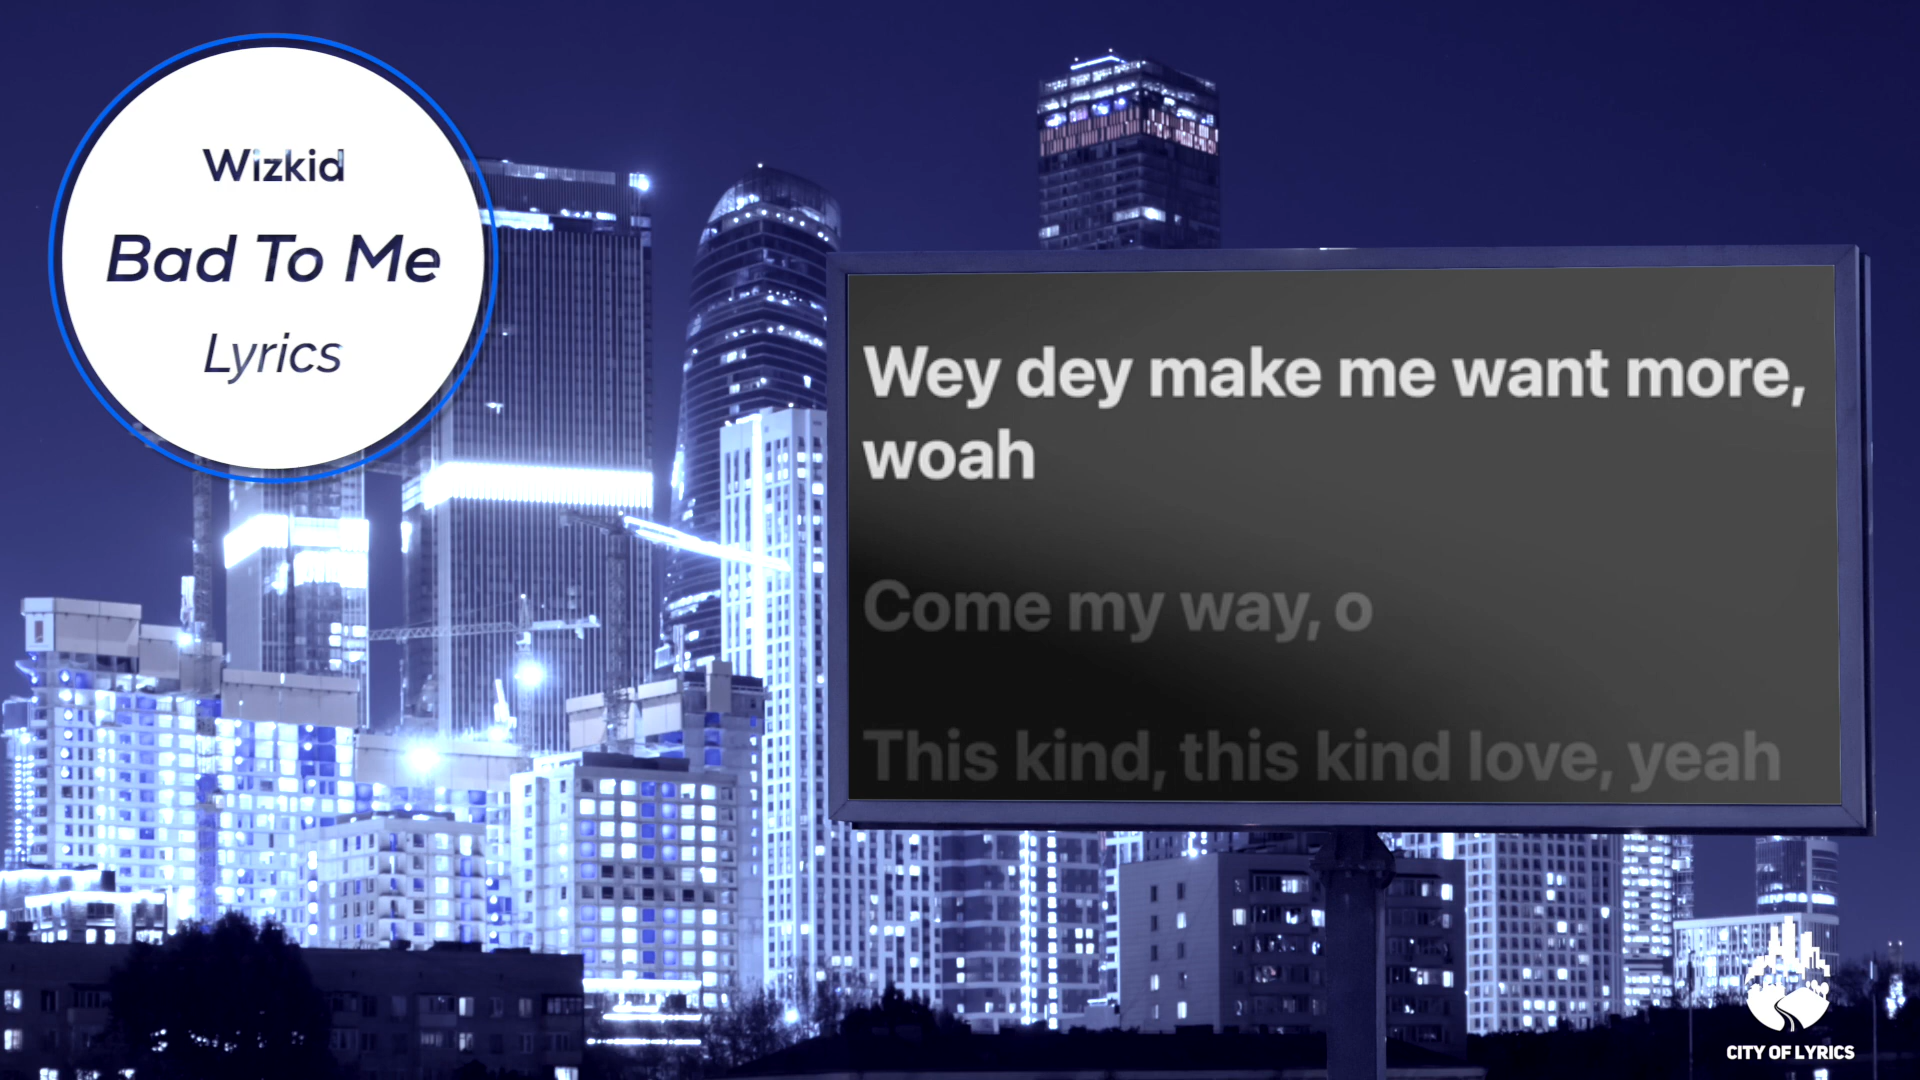 Wizkid
Bad To Me
Lyrics
Wey dey make me want more,
woah
Come my way, o
This kind, this kind love, yeah
CITY OF LYRICS